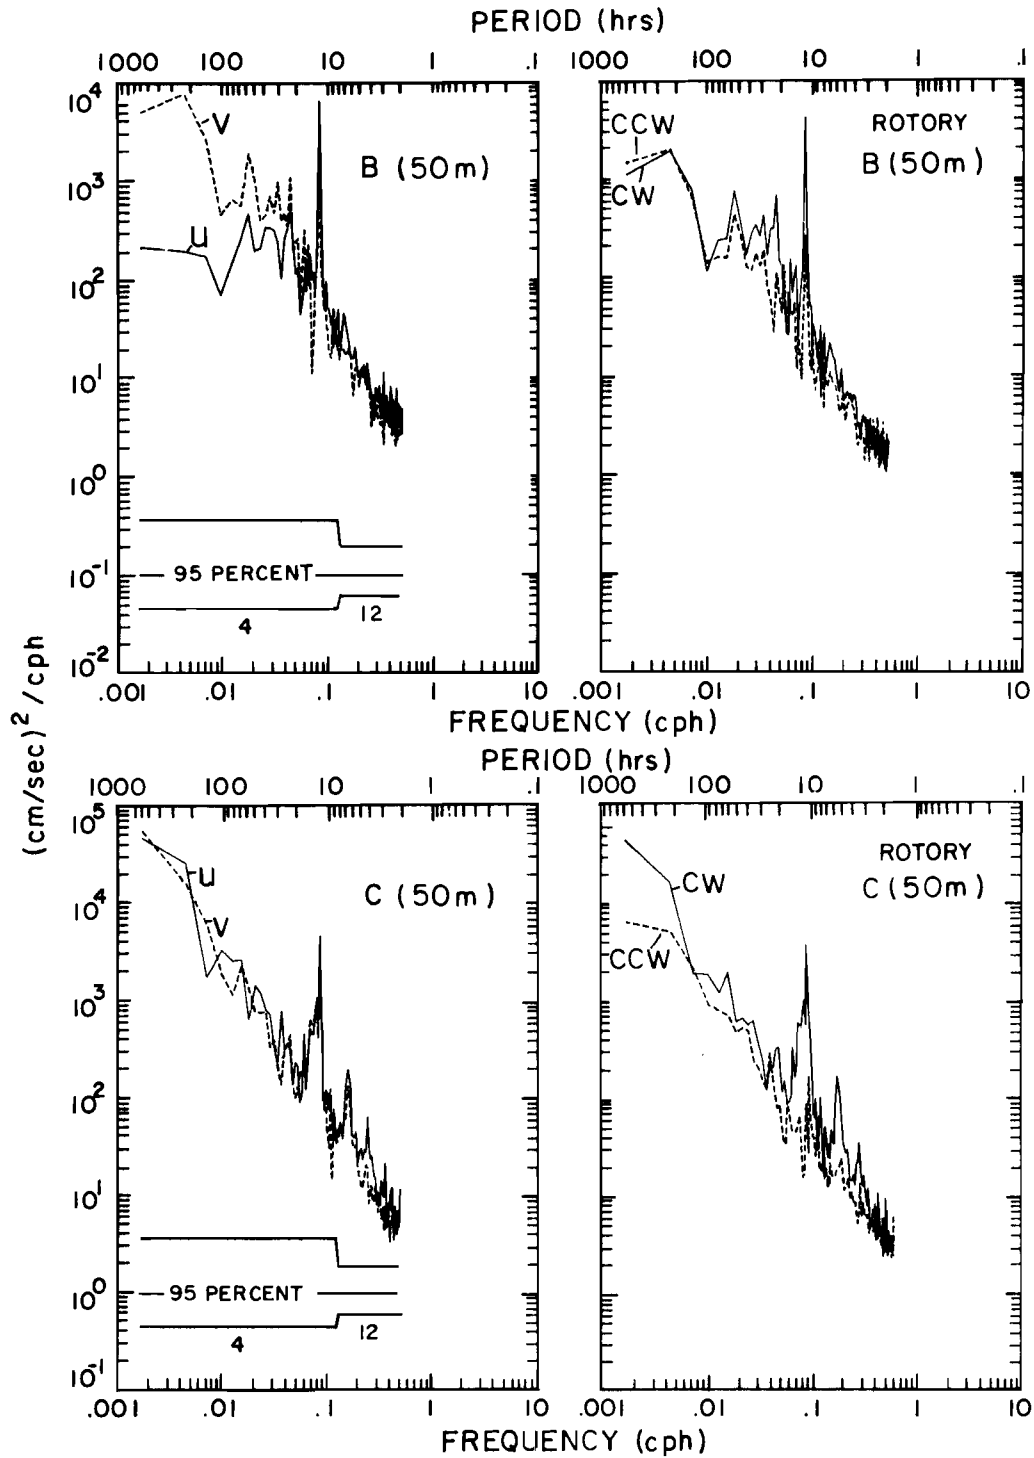 PERIOD (hrs)
1000 100 10 1 .1
1000 100 10 1 .1
10⁴
10³
10²
10¹
10⁰
10⁻¹
10⁻²
V
U
B (50m)
95 PERCENT
4
12
CCW
CW
ROTORY
B (50m)
.001 .01 .1 1 10
.001 .01 .1 1 10
FREQUENCY (cph)
(cm/sec)²/cph
PERIOD (hrs)
1000 100 10 1 .1
1000 100 10 1 .1
10⁵
10⁴
10³
10²
10¹
10⁰
10⁻¹
U
V
C (50m)
95 PERCENT
4
12
ROTORY
C (50m)
CW
CCW
.001 .01 .1 1 10
.001 .01 .1 1 10
FREQUENCY (cph)